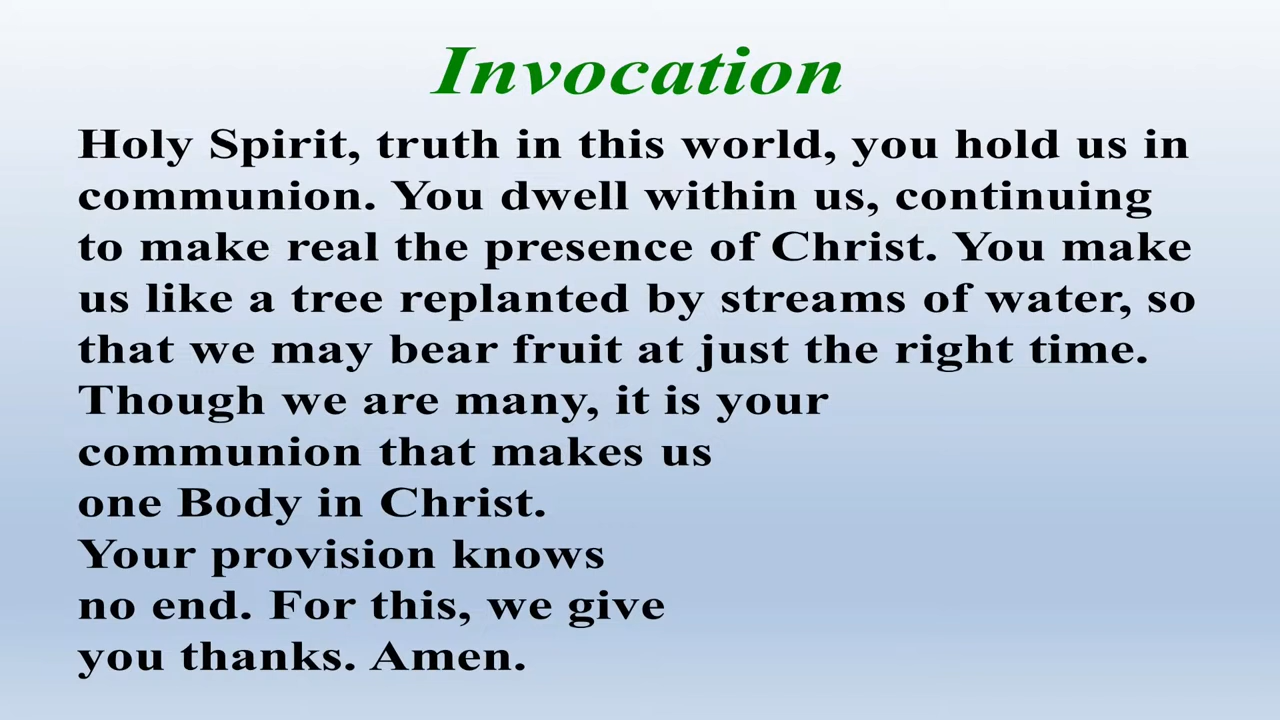 Invocation
Holy Spirit, truth in this world, you hold us in
communion. You dwell within us, continuing
to make real the presence of Christ. You make
us like a tree replanted by streams of water, so
that we may bear fruit at just the right time.
Though we are many, it is your
communion that makes us
one Body in Christ.
Your provision knows
no end. For this, we give
you thanks. Amen.